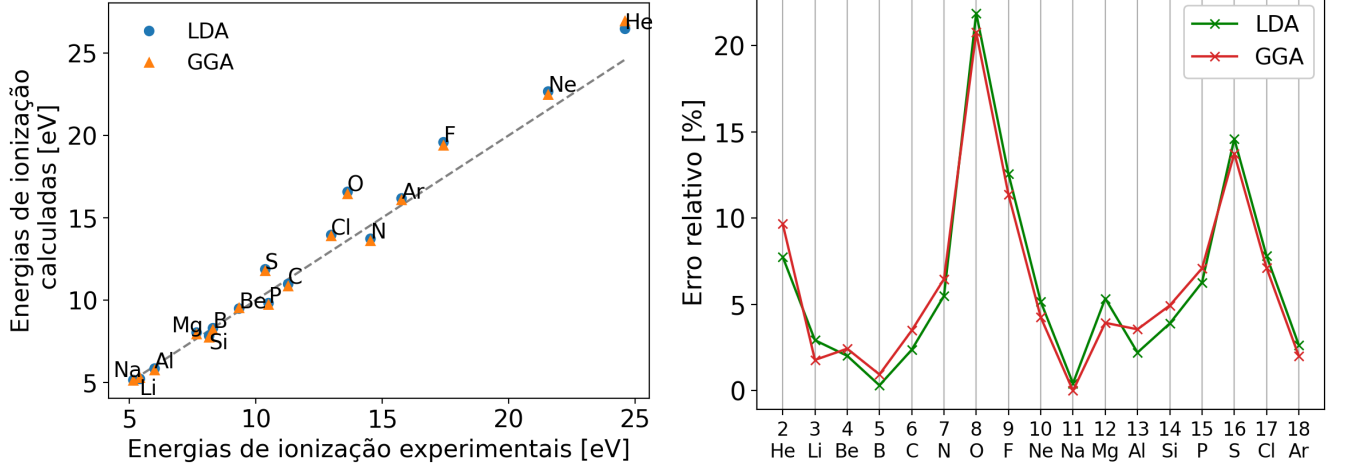 Energias de ionização
calculadas [eV]
LDA
GGA
25
20
15
10
5
He
Ne
F
O
Ar
Cl
N
S
C
Be
P
Mg
B
Si
Na
Al
Li
5 10 15 20 25
Energias de ionização experimentais [eV]
Erro relativo [%]
LDA
GGA
20
15
10
5
0
2 3 4 5 6 7 8 9 10 11 12 13 14 15 16 17 18
He Li Be B C N O F Ne Na Mg Al Si P S Cl Ar